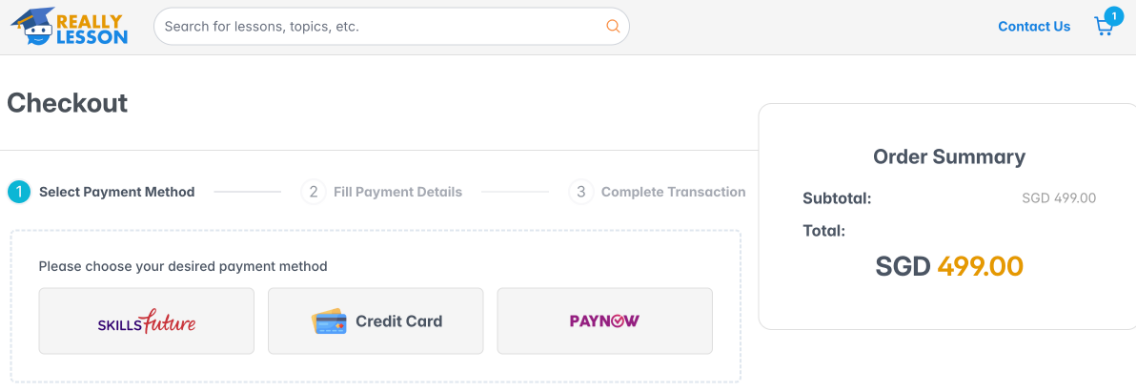 REALLY
LESSON
Search for lessons, topics, etc.
Contact Us
1
Checkout
1 Select Payment Method
2 Fill Payment Details
3 Complete Transaction
Please choose your desired payment method
SKILLSfuture
Credit Card
PAYNOW
Order Summary
Subtotal: SGD 499.00
Total:
SGD 499.00